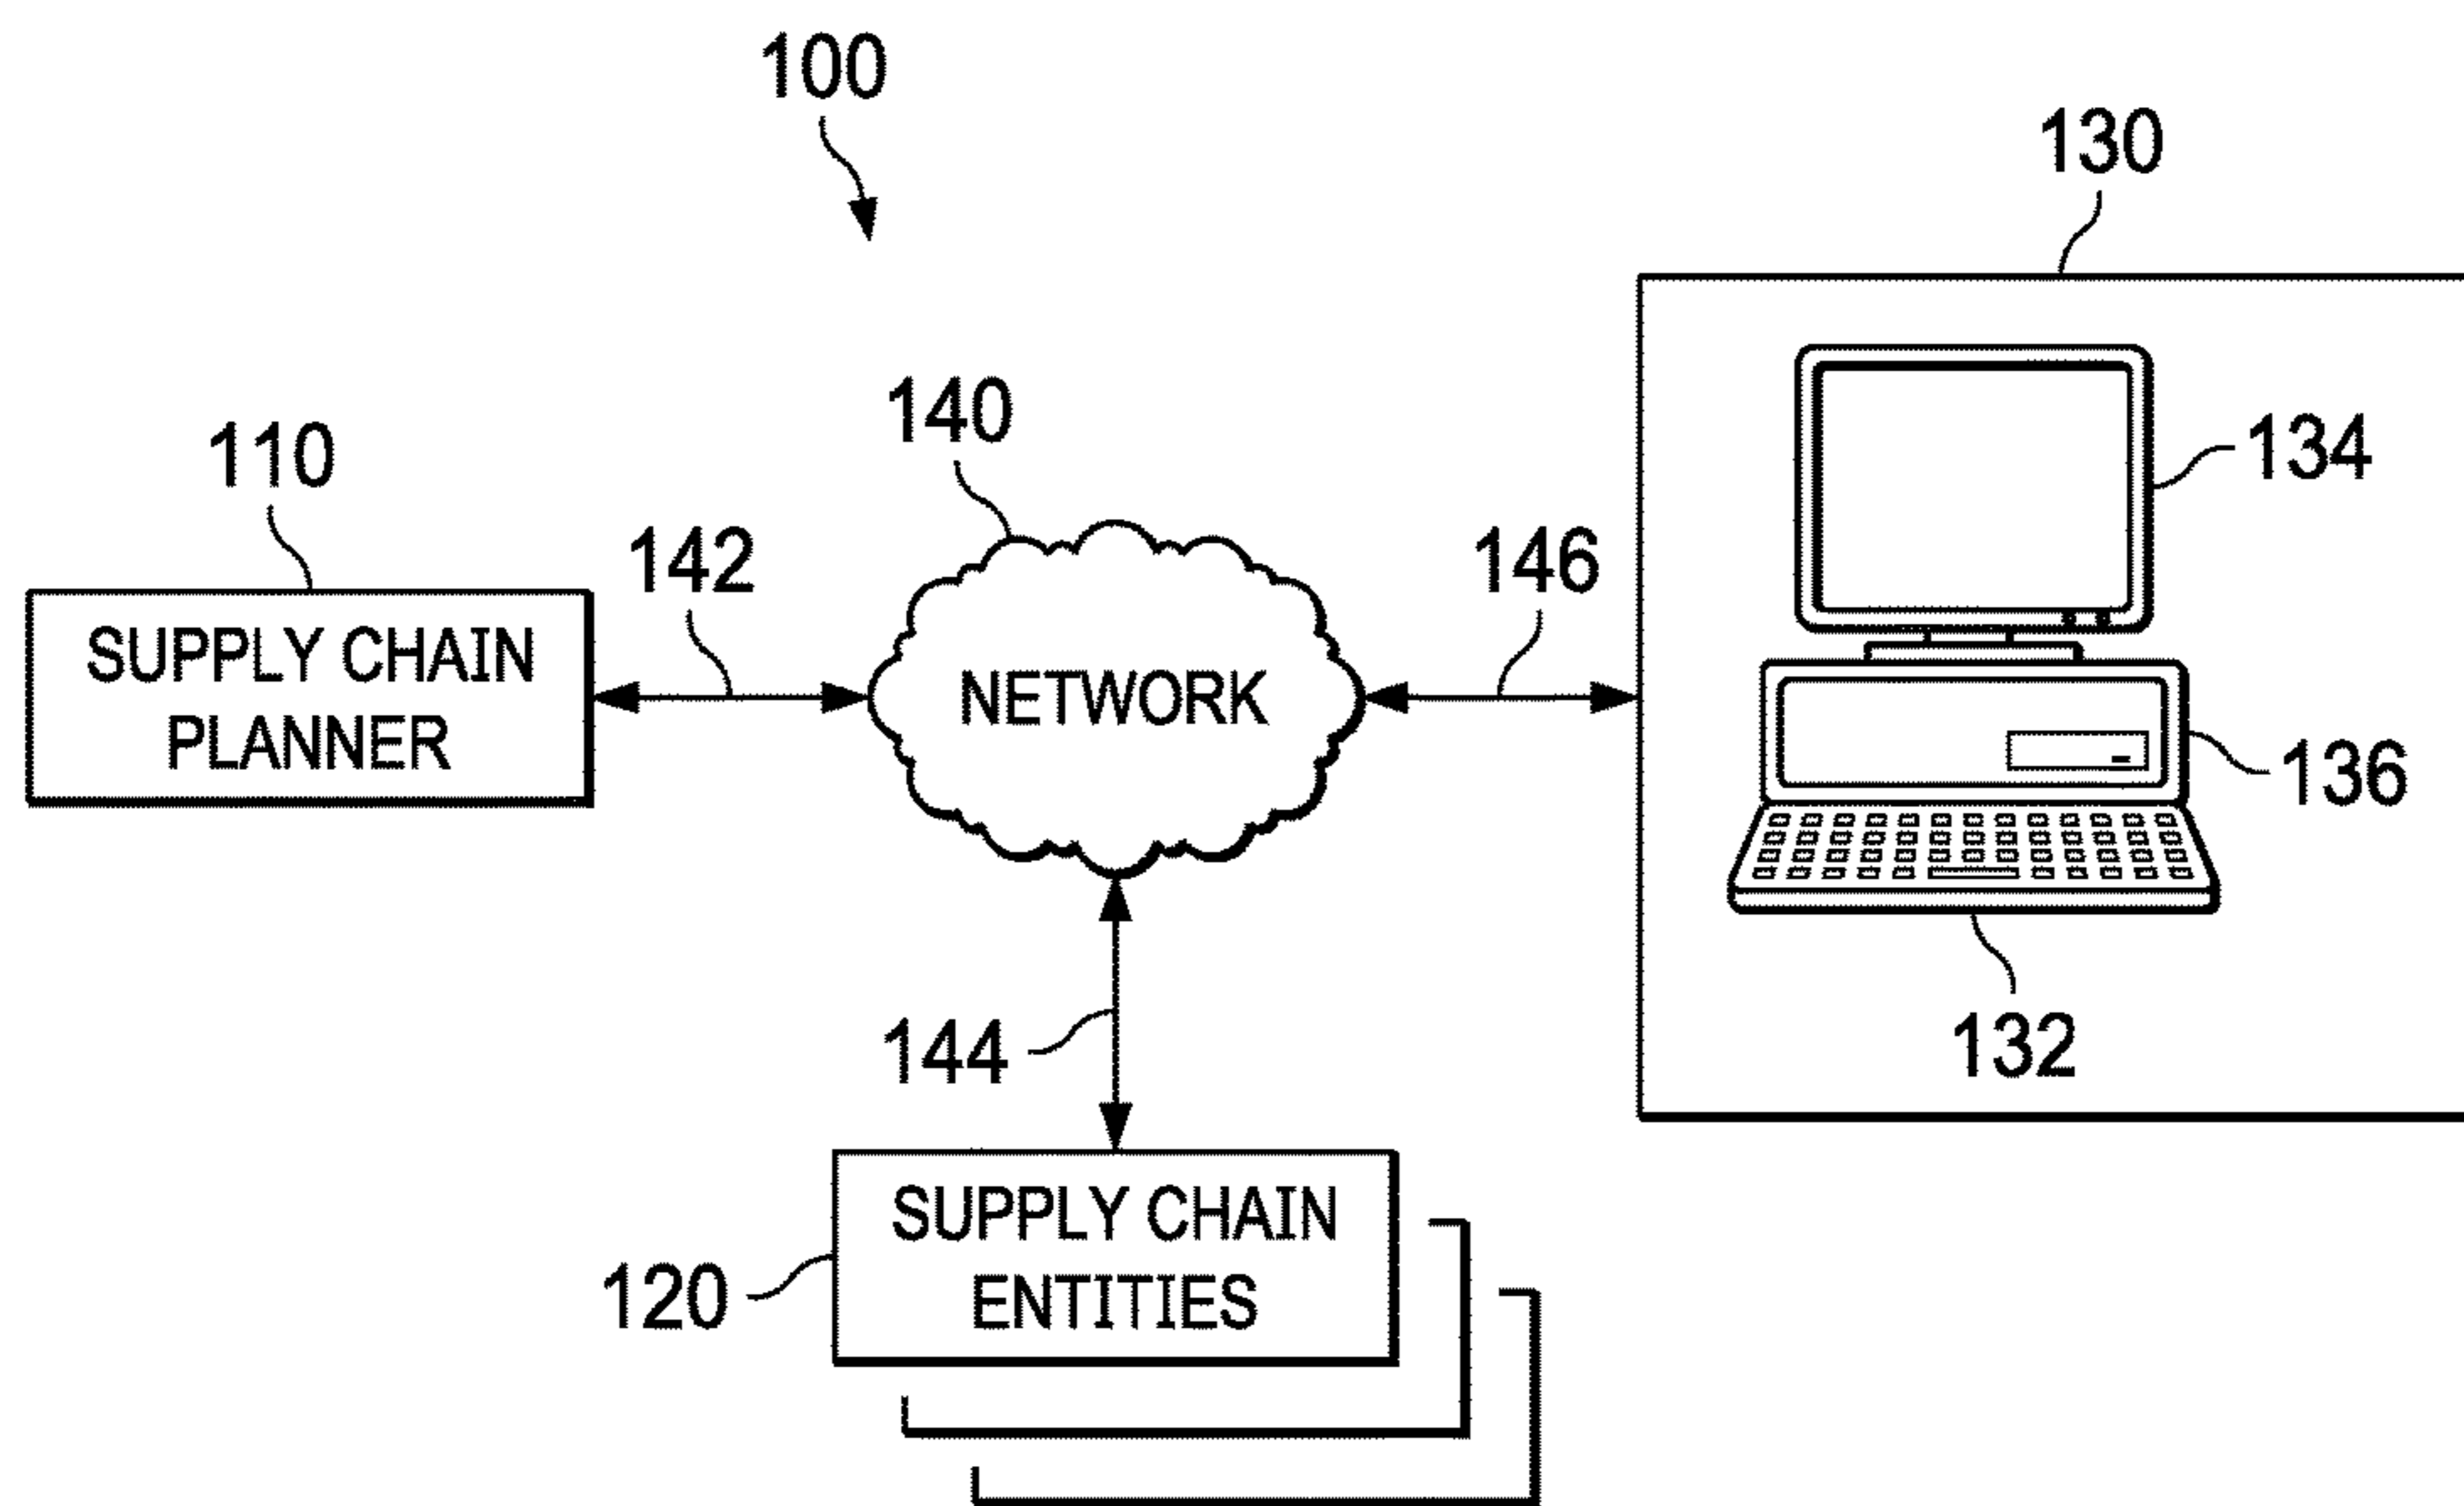 100
130
140
134
110
142
146
SUPPLY CHAIN
PLANNER
NETWORK
136
144
132
SUPPLY CHAIN
ENTITIES
120